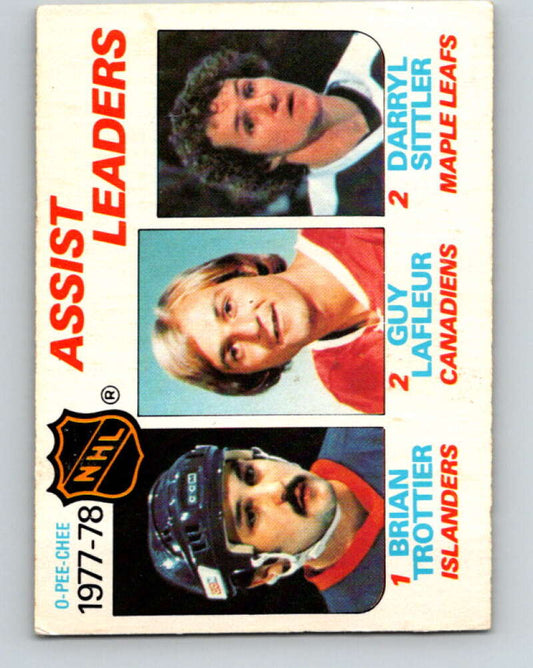 O-PEE-CHEE
1977-78
NHL
®
ASSIST
LEADERS
1 BRIAN
TROTTIER
ISLANDERS
2 GUY
LAFLEUR
CANADIENS
2 DARRYL
SITTLER
MAPLE LEAFS
CCM